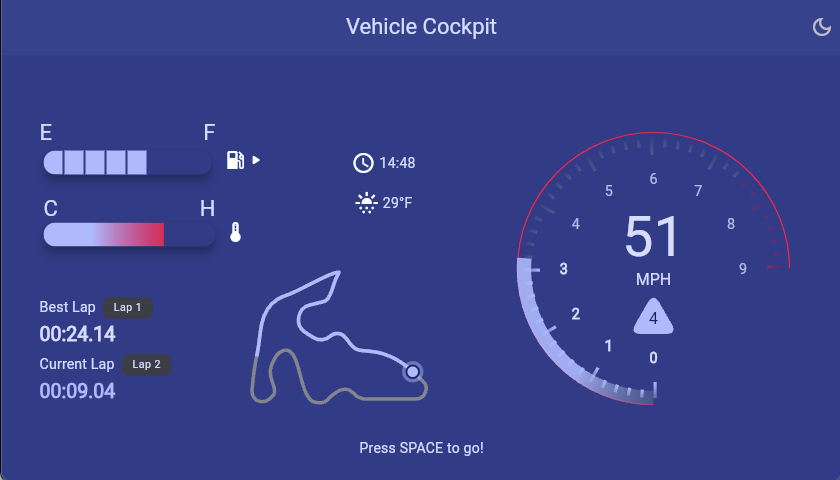 Vehicle Cockpit
E F
C H
Best Lap Lap 1
00:24.14
Current Lap Lap 2
00:09.04
14:48
29°F
0
1
2
3
4
5
6
7
8
9
51
MPH
4
Press SPACE to go!